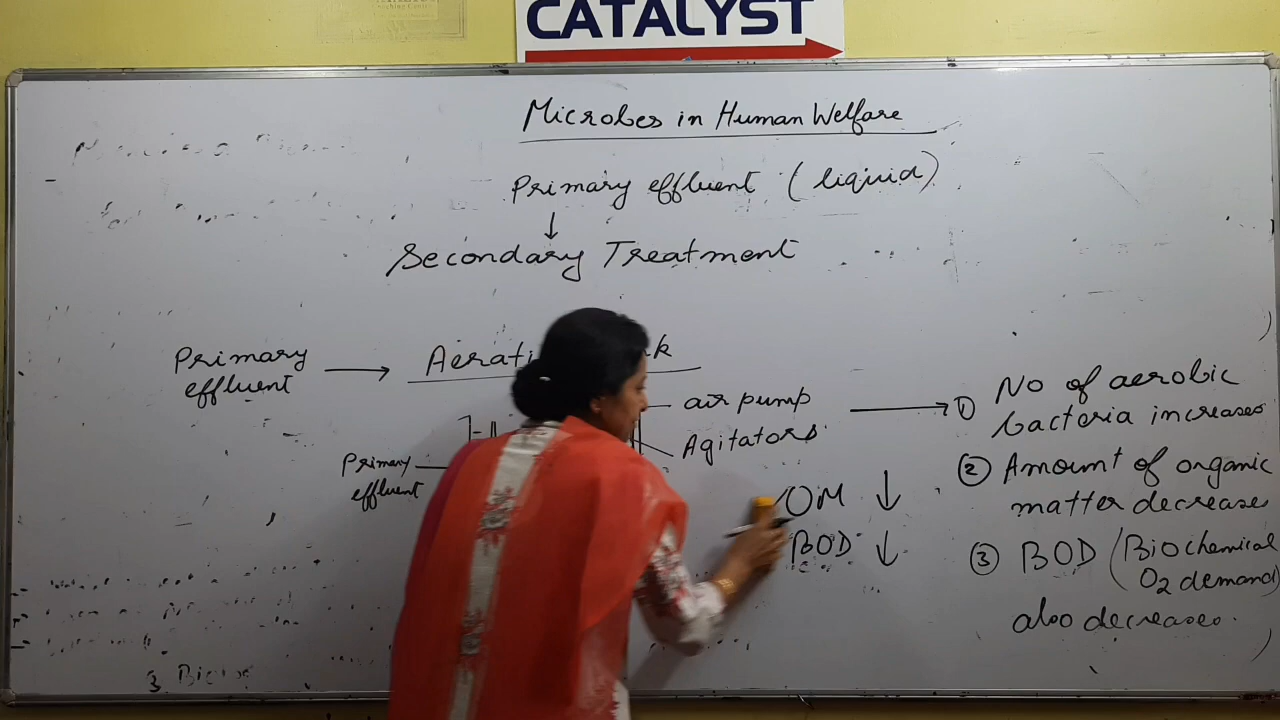 CATALYST
Microbes in Human Welfare
Primary effluent (liquid)
↓
Secondary Treatment
Primary
effluent
air pump
Agitators
Primary
effluent
OM ↓
BOD ↓
1) No of aerobic
bacteria increases
② Amount of organic
matter decreases
③ BOD (Biochemical
O2 demand)
also decreases.